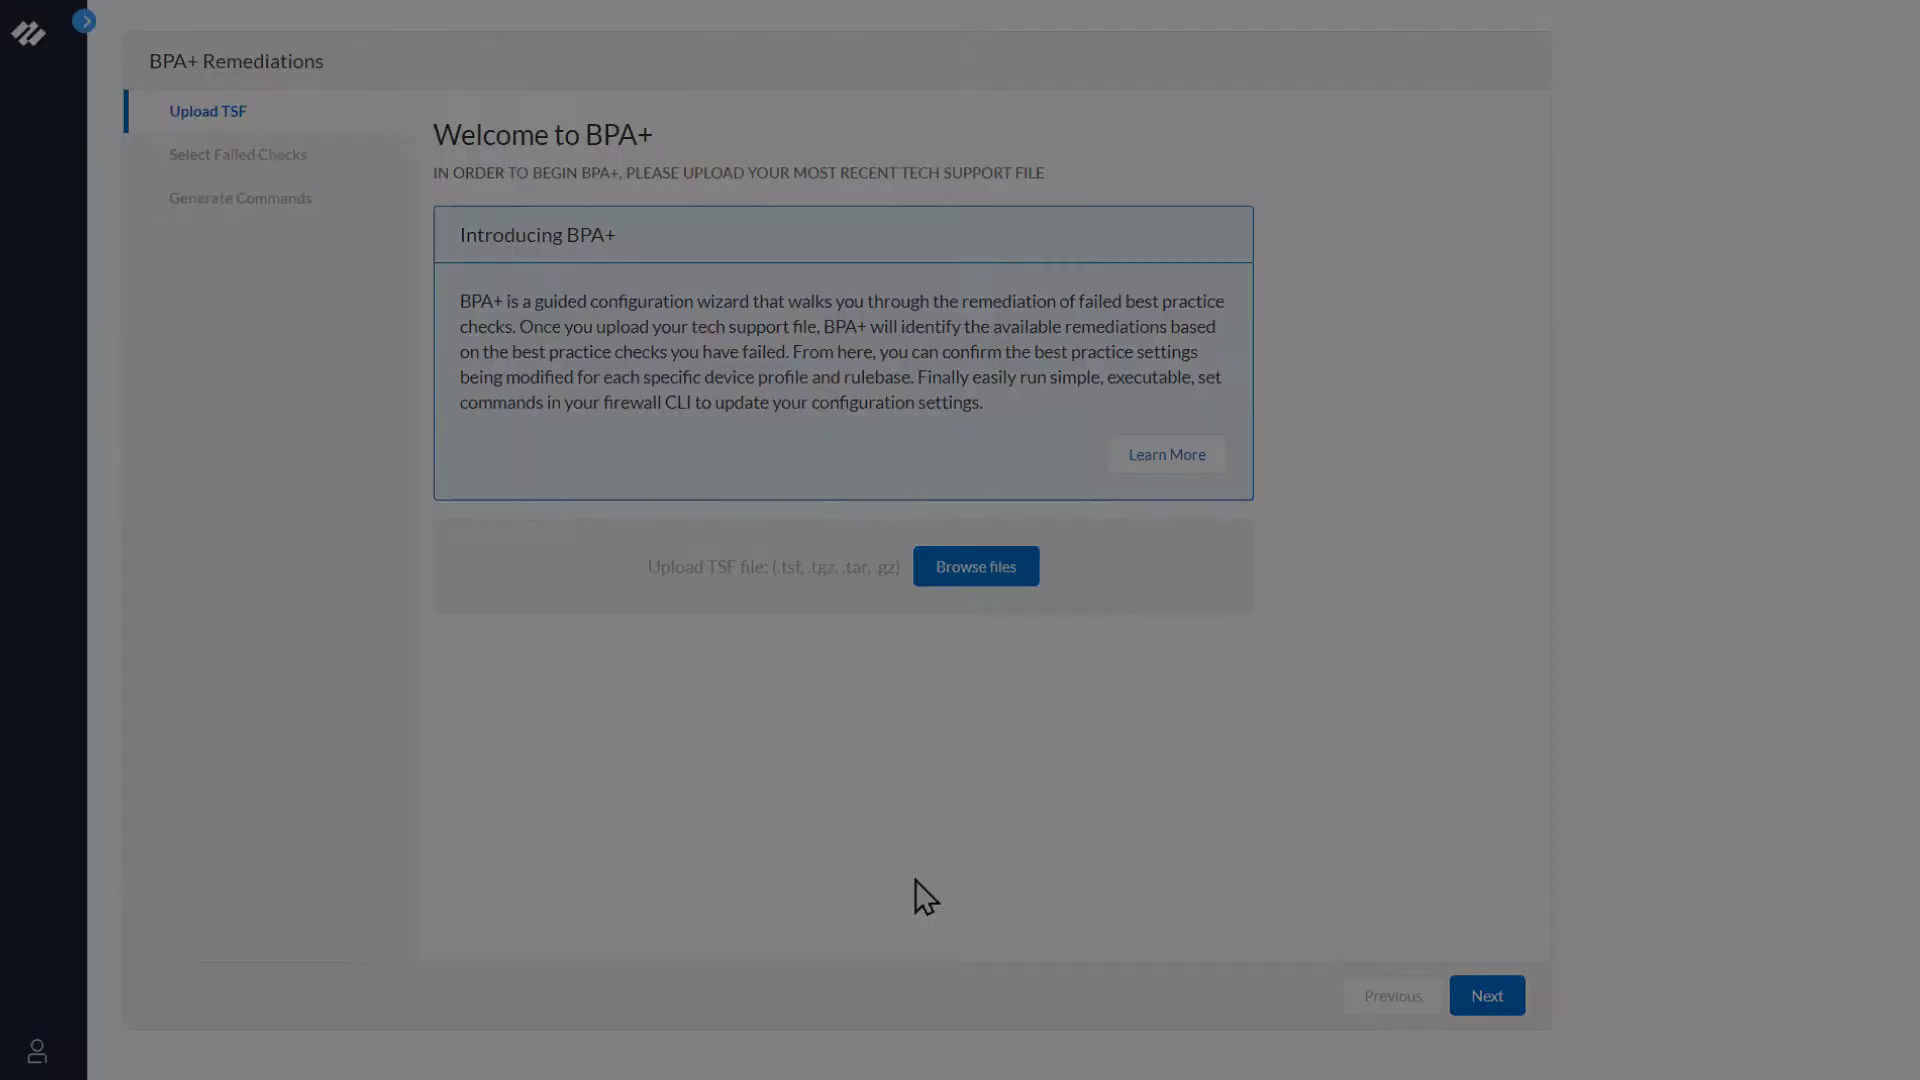 BPA+ Remediations
Upload TSF
Select Failed Checks
Generate Commands
Welcome to BPA+
IN ORDER TO BEGIN BPA+, PLEASE UPLOAD YOUR MOST RECENT TECH SUPPORT FILE
Introducing BPA+
BPA+ is a guided configuration wizard that walks you through the remediation of failed best practice
checks. Once you upload your tech support file, BPA+ will identify the available remediations based
on the best practice checks you have failed. From here, you can confirm the best practice settings
being modified for each specific device profile and rulebase. Finally easily run simple, executable, set
commands in your firewall CLI to update your configuration settings.
Learn More
Upload TSF file: (.tsf, .tgz, .tar, .gz)
Browse files
Previous
Next